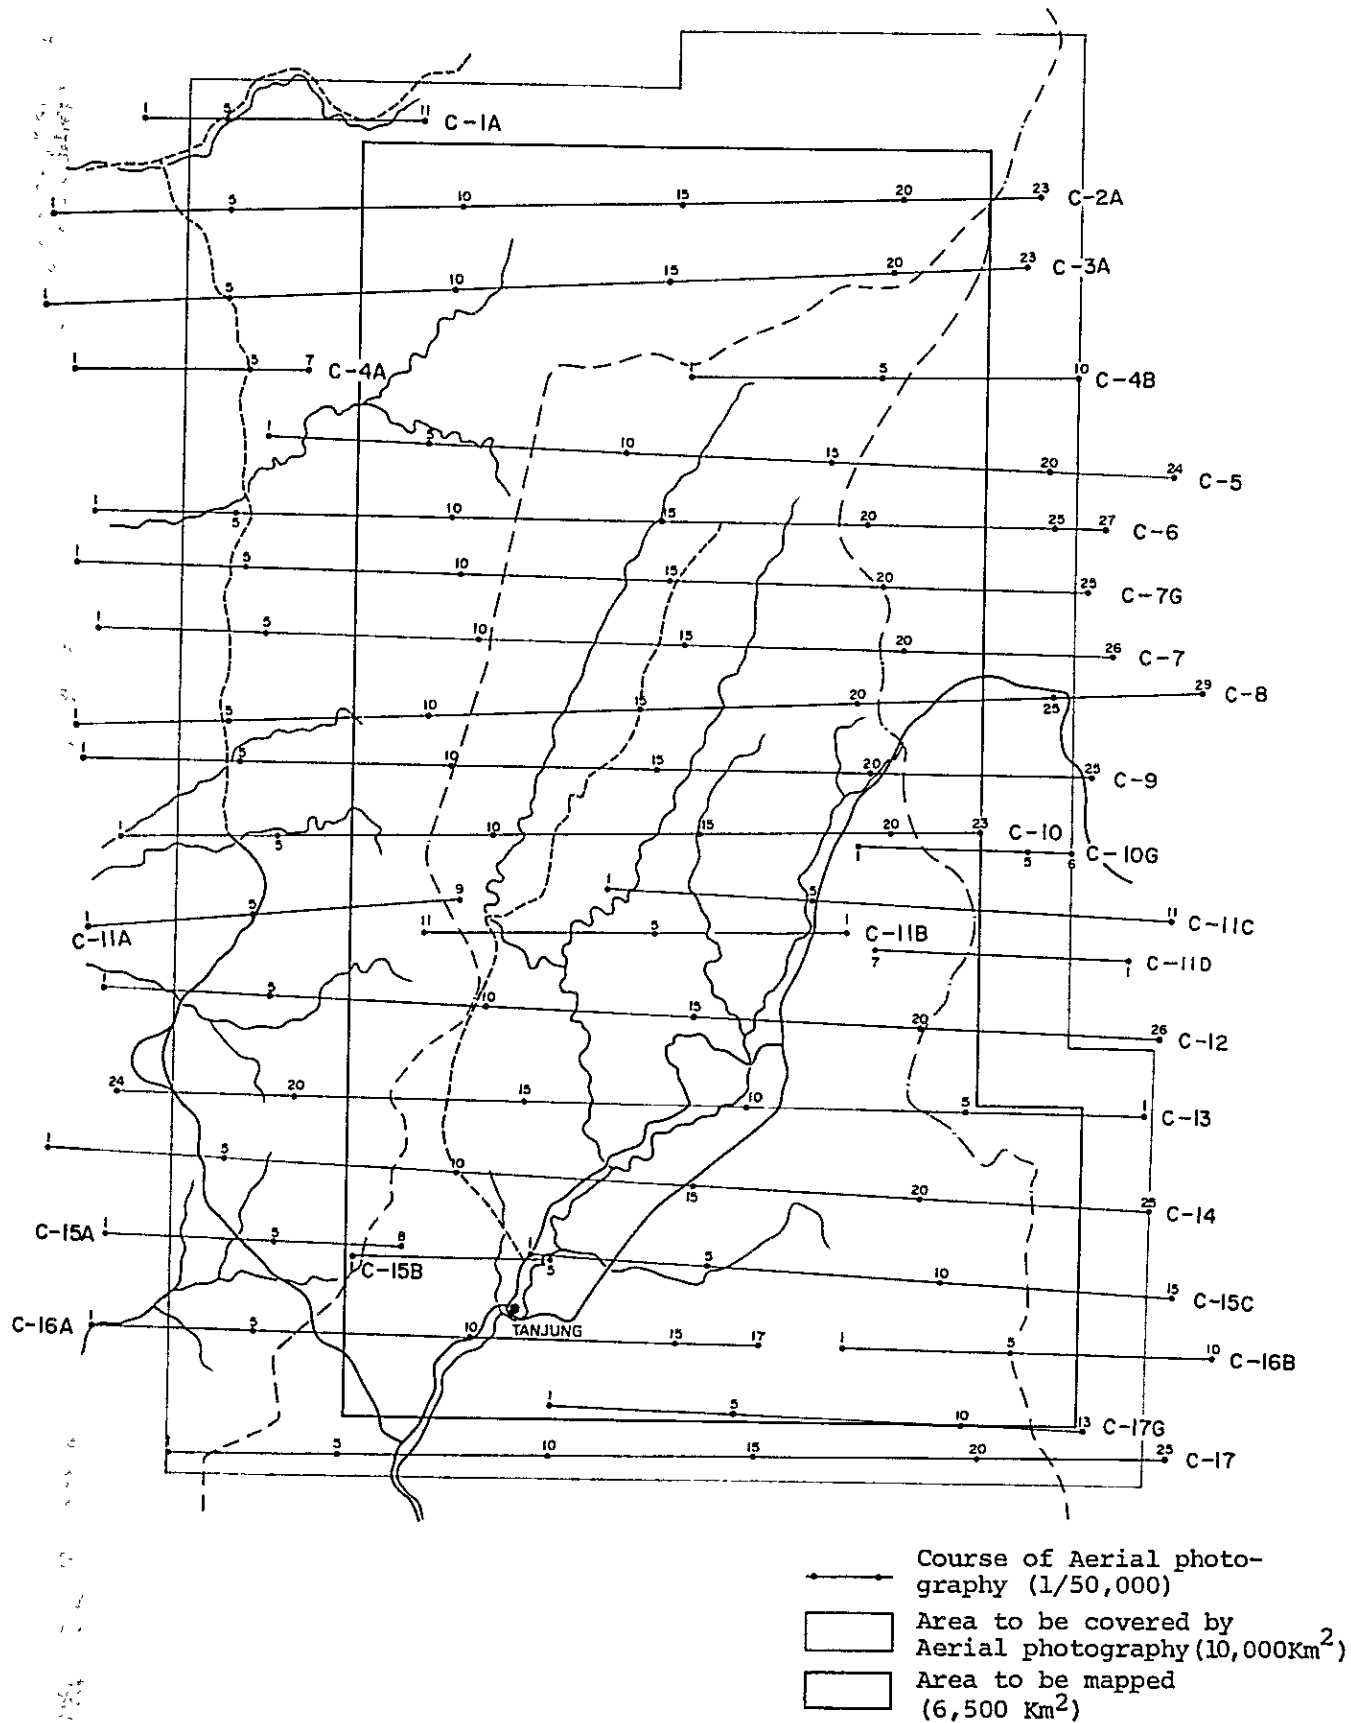 1 5 11 C-1A
1 5 10 15 20 23 C-2A
1 5 10 15 20 23 C-3A
1 5 7 C-4A
1 5 10 C-4B
1 5 10 15 20 24 C-5
1 5 10 15 20 25 27 C-6
1 5 10 15 20 25 C-7G
1 5 10 15 20 26 C-7
1 5 10 15 20 25 29 C-8
1 5 10 15 20 25 C-9
1 5 10 15 20 23 C-10
1 5 6 C-10G
1 5 9
C-11A
1 5 11 C-11C
11 5 1 C-11B
7 1 C-11D
1 5 10 15 20 26 C-12
24 20 15 10 5 1 C-13
1 5 10 15 20 25 C-14
C-15A 1 5 8
1 C-15B 5
1 5 10 15 C-15C
C-16A 1 5 10 15 17
TANJUNG
1 5 10 C-16B
1 5 10 13 C-17G
5 10 15 20 25 C-17
Course of Aerial photo-
graphy (1/50,000)
Area to be covered by
Aerial photography (10,000Km²)
Area to be mapped
(6,500 Km²)